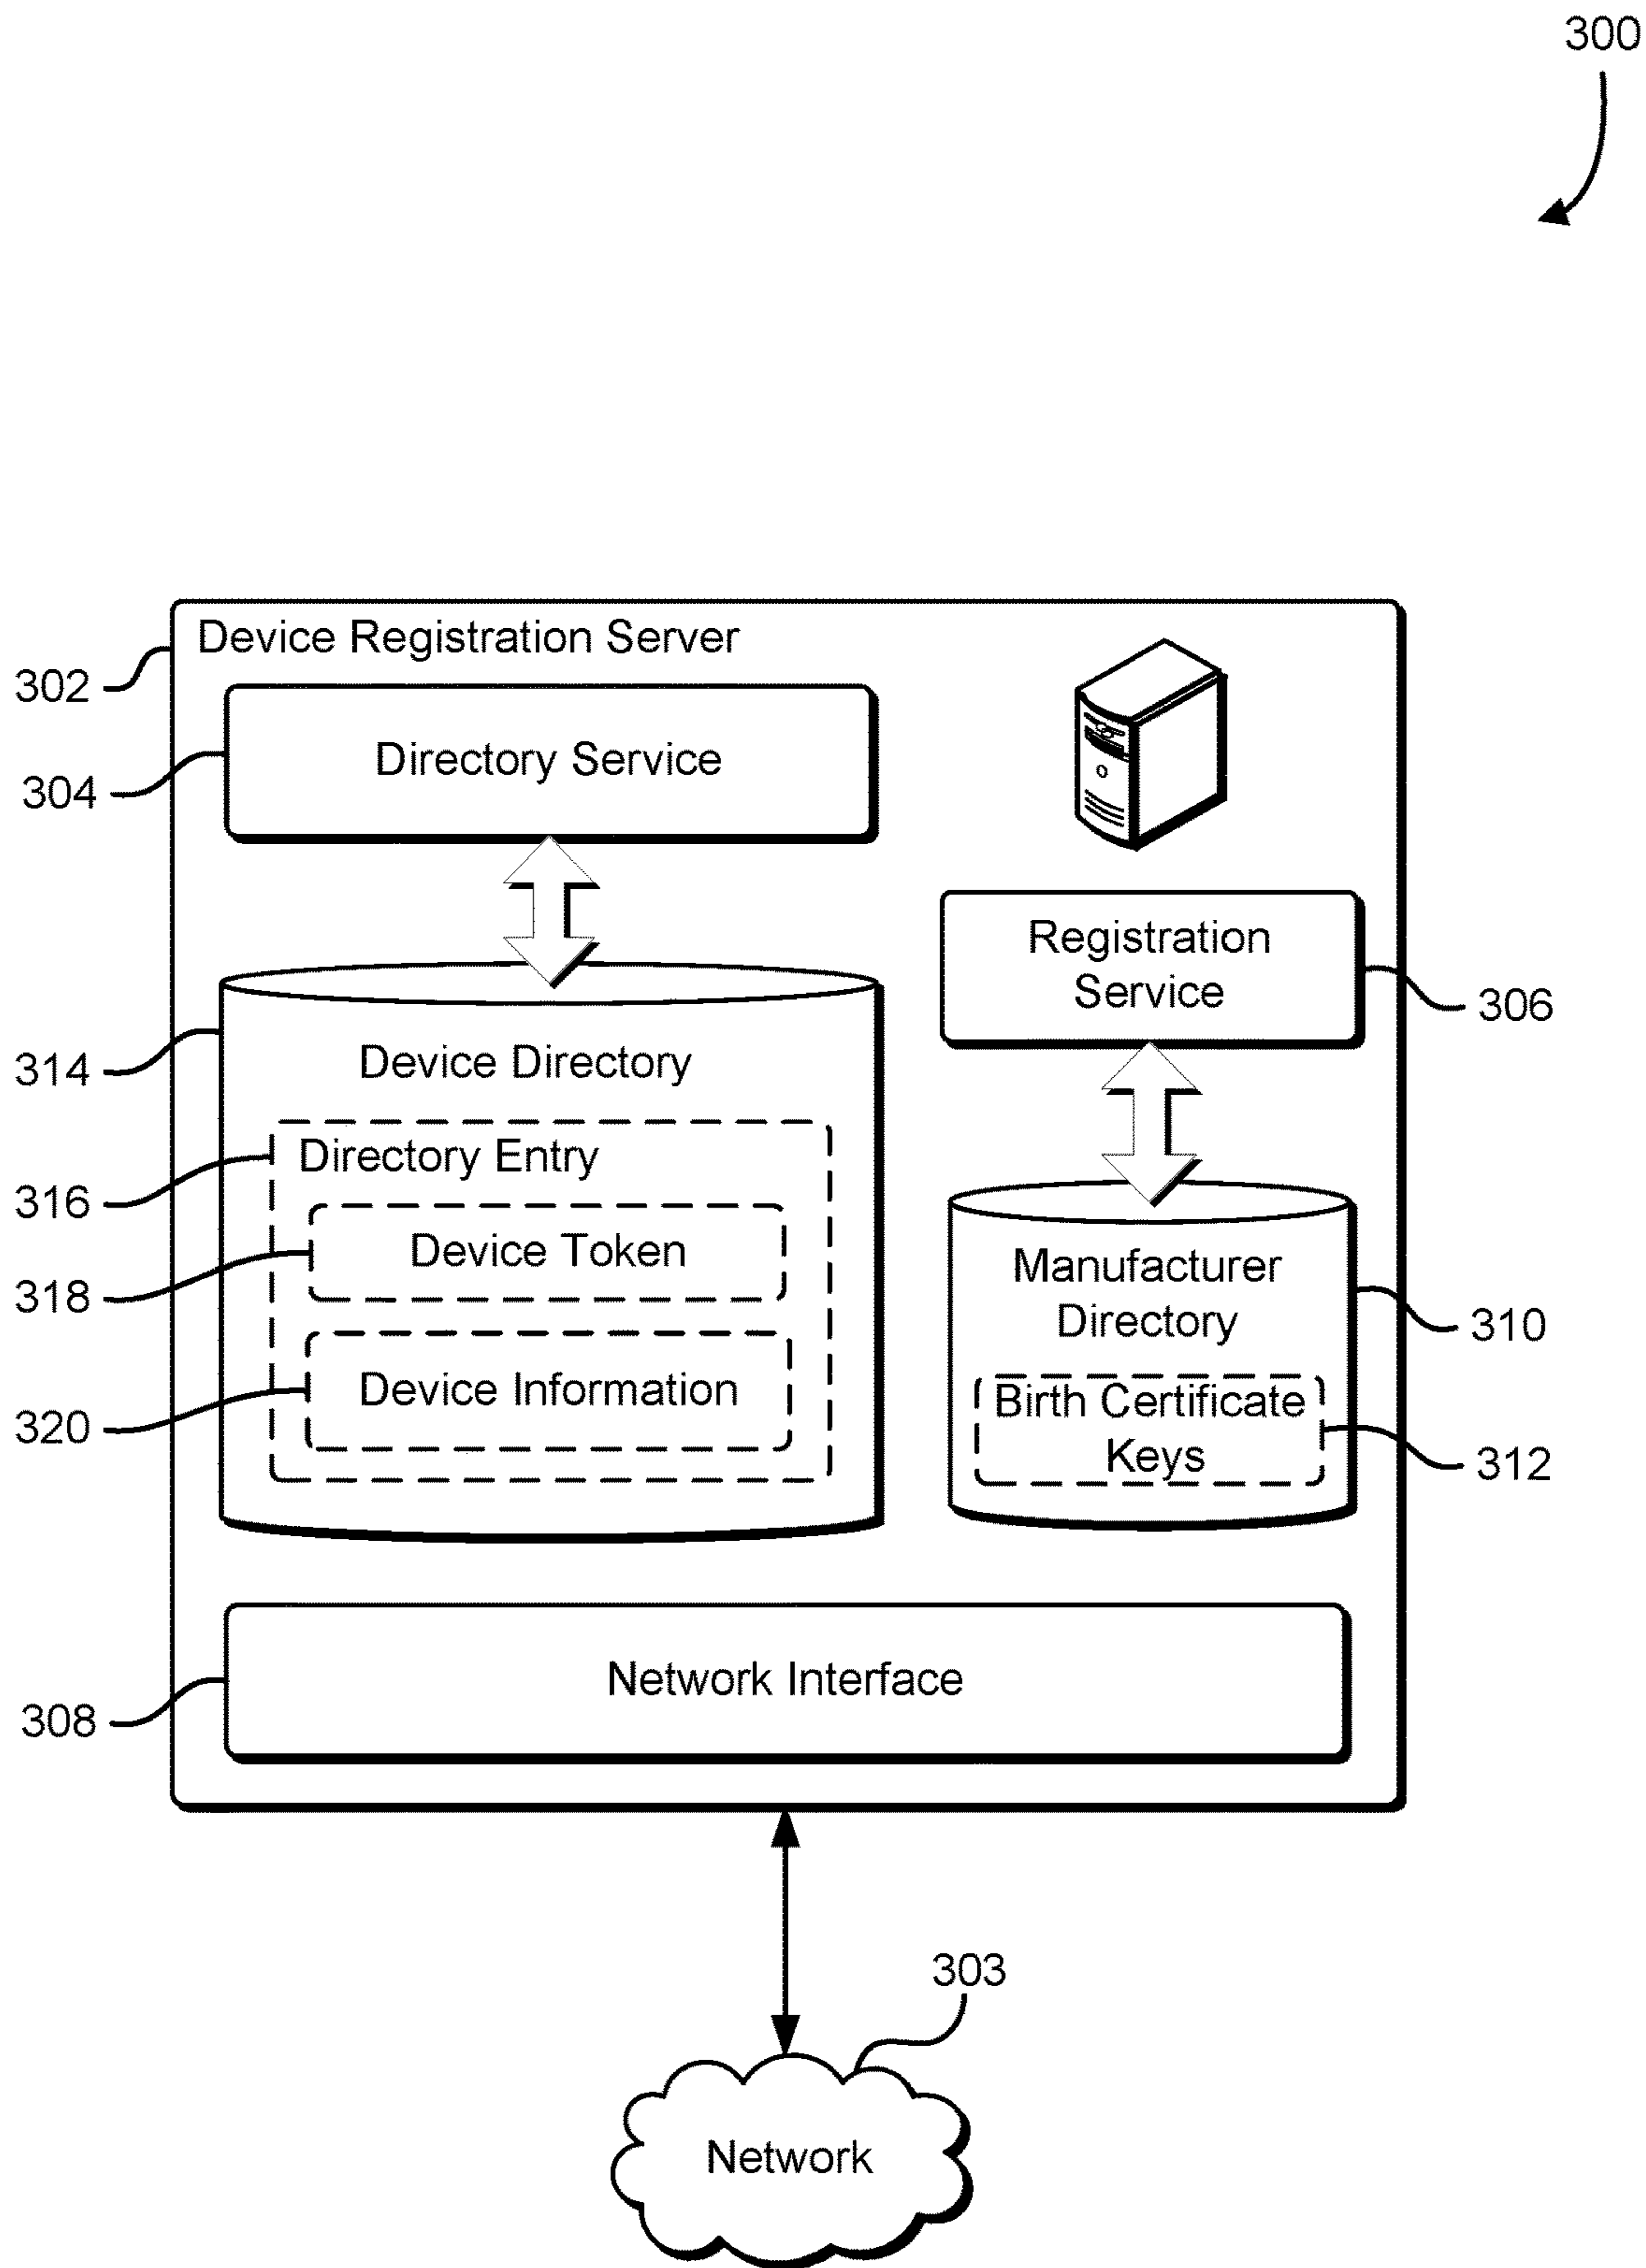 300
Device Registration Server
302
Directory Service
304
Registration
Service
306
314
Device Directory
316
Directory Entry
318
Device Token
320
Device Information
Manufacturer
Directory
310
Birth Certificate
Keys
312
308
Network Interface
303
Network